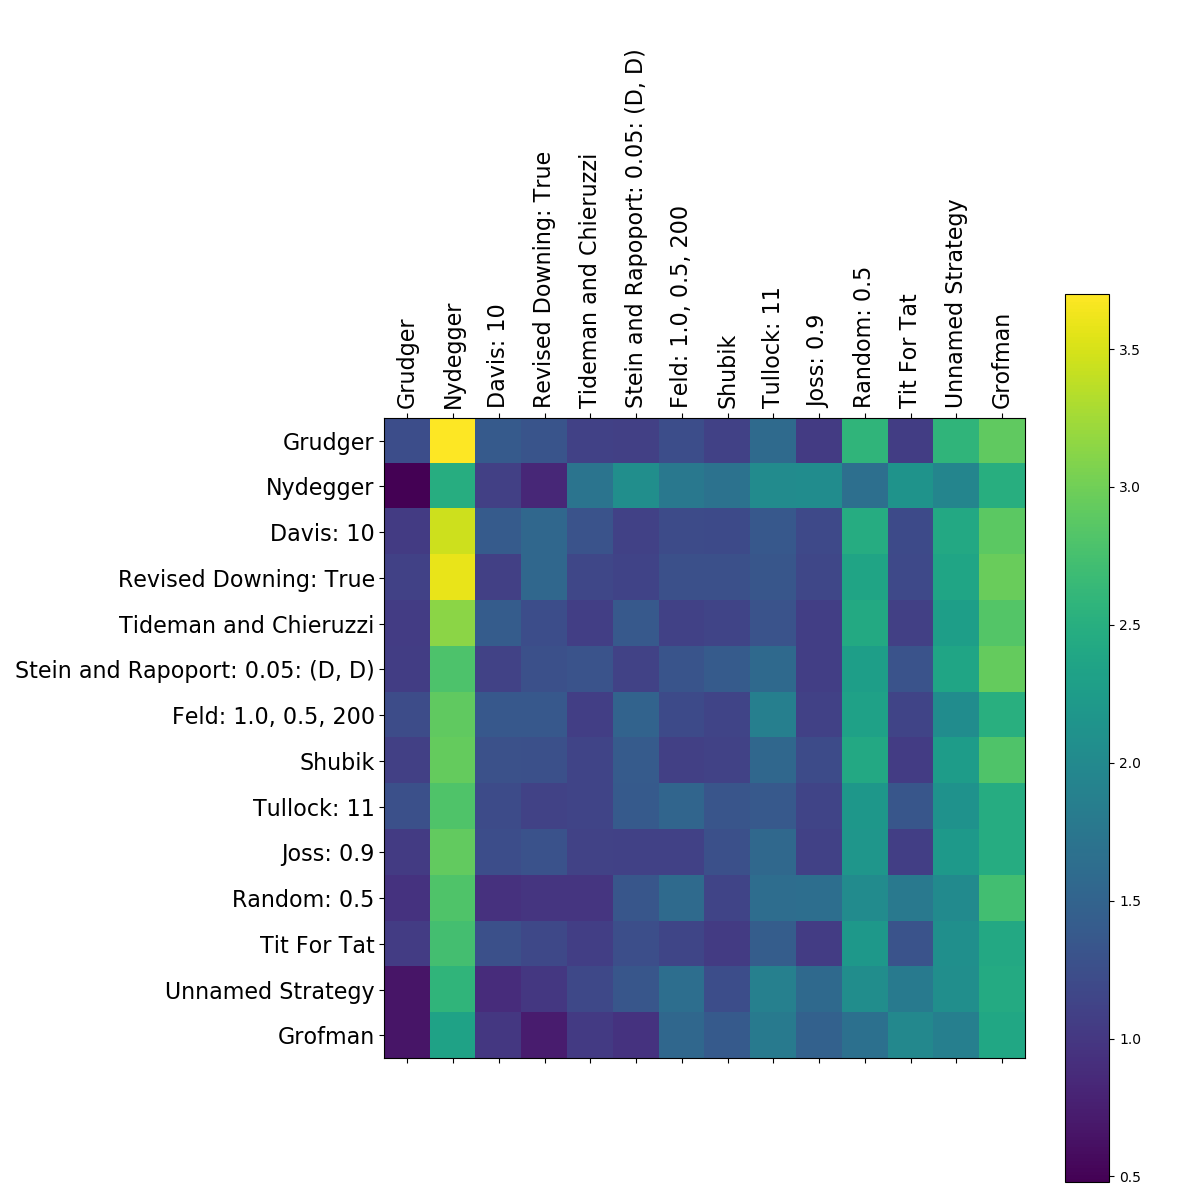 Grudger
Nydegger
Davis: 10
Revised Downing: True
Tideman and Chieruzzi
Stein and Rapoport: 0.05: (D, D)
Feld: 1.0, 0.5, 200
Shubik
Tullock: 11
Joss: 0.9
Random: 0.5
Tit For Tat
Unnamed Strategy
Grofman
Grudger
Nydegger
Davis: 10
Revised Downing: True
Tideman and Chieruzzi
Stein and Rapoport: 0.05: (D, D)
Feld: 1.0, 0.5, 200
Shubik
Tullock: 11
Joss: 0.9
Random: 0.5
Tit For Tat
Unnamed Strategy
Grofman
3.5
3.0
2.5
2.0
1.5
1.0
0.5